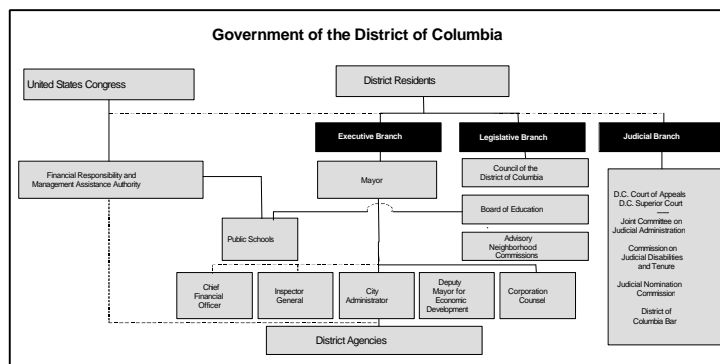 Government of the District of Columbia
United States Congress
District Residents
Executive Branch
Legislative Branch
Judicial Branch
Financial Responsibility and
Management Assistance Authority
Mayor
Council of the
District of Columbia
Board of Education
Public Schools
Advisory
Neighborhood
Commissions
D.C. Court of Appeals
D.C. Superior Court
-----
Joint Committee on
Judicial Administration
Commission on
Judicial Disabilities
and Tenure
Judicial Nomination
Commission
District of
Columbia Bar
Chief
Financial
Officer
Inspector
General
City
Administrator
Deputy
Mayor for
Economic
Development
Corporation
Counsel
District Agencies